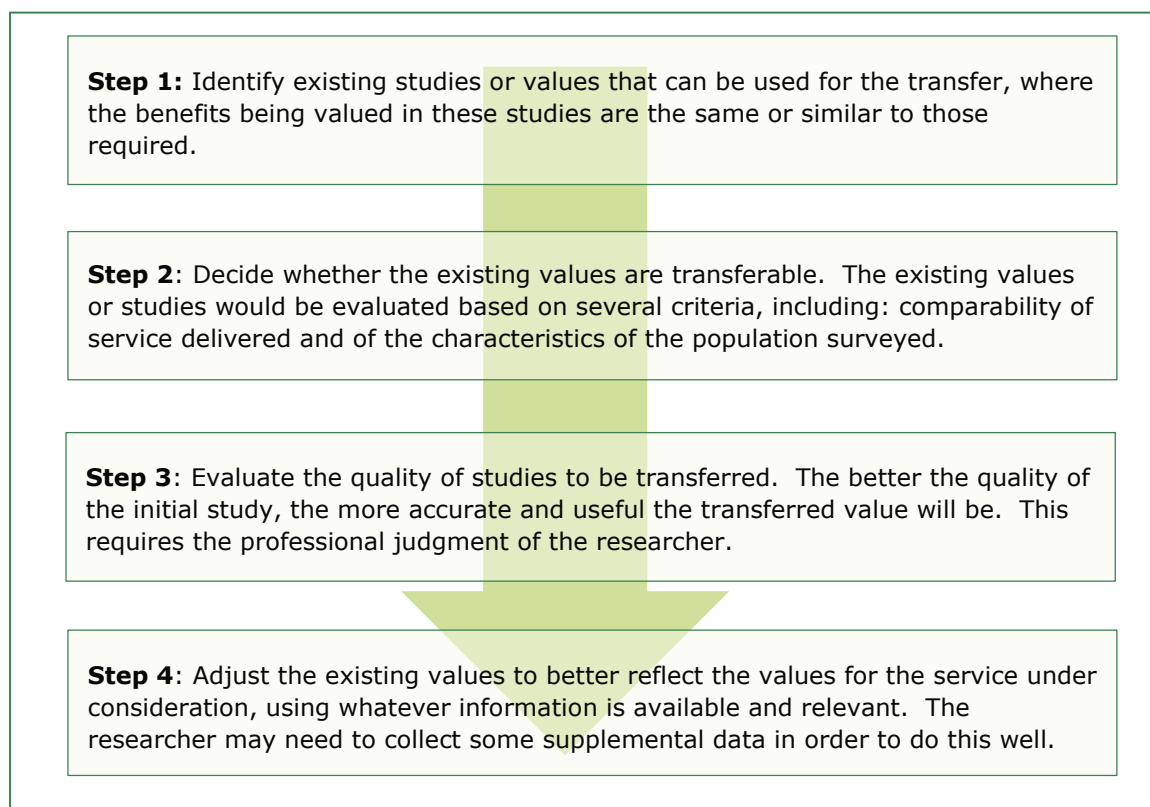 Step 1: Identify existing studies or values that can be used for the transfer, where
the benefits being valued in these studies are the same or similar to those
required.
Step 2: Decide whether the existing values are transferable.  The existing values
or studies would be evaluated based on several criteria, including: comparability of
service delivered and of the characteristics of the population surveyed.
Step 3: Evaluate the quality of studies to be transferred.  The better the quality of
the initial study, the more accurate and useful the transferred value will be.  This
requires the professional judgment of the researcher.
Step 4: Adjust the existing values to better reflect the values for the service under
consideration, using whatever information is available and relevant.  The
researcher may need to collect some supplemental data in order to do this well.